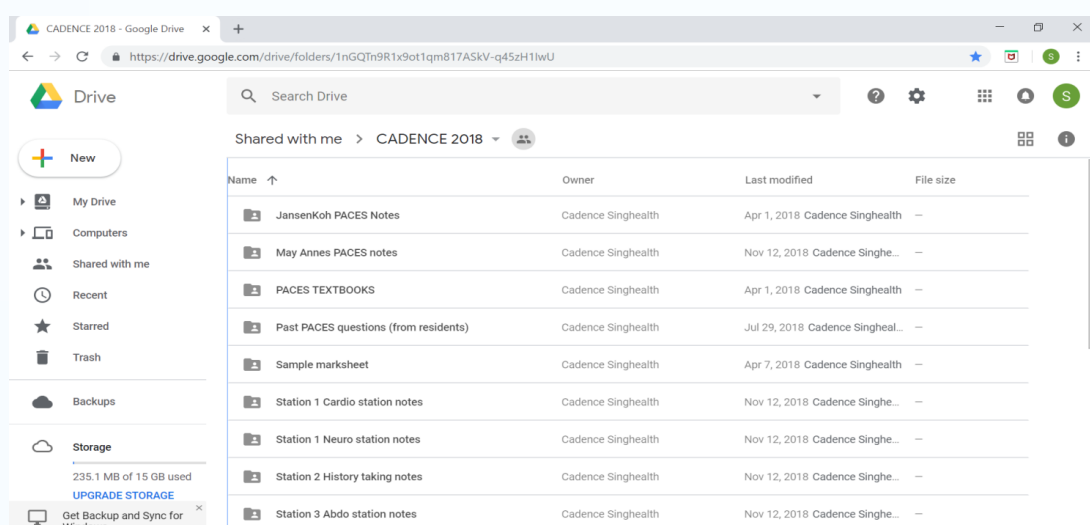 CADENCE 2018 - Google Drive
https://drive.google.com/drive/folders/1nGQTn9R1x9ot1qm817ASkV-q45zH1IwU
Drive
Search Drive
S
S
New
Shared with me > CADENCE 2018
Name
Owner
Last modified
File size
My Drive
JansenKoh PACES Notes Cadence Singhealth Apr 1, 2018 Cadence Singhealth —
Computers
May Annes PACES notes Cadence Singhealth Nov 12, 2018 Cadence Singhe... —
Shared with me
PACES TEXTBOOKS Cadence Singhealth Apr 1, 2018 Cadence Singhealth —
Recent
Past PACES questions (from residents) Cadence Singhealth Jul 29, 2018 Cadence Singheal... —
Starred
Trash
Sample marksheet Cadence Singhealth Apr 7, 2018 Cadence Singhealth —
Backups
Station 1 Cardio station notes Cadence Singhealth Nov 12, 2018 Cadence Singhe... —
Station 1 Neuro station notes Cadence Singhealth Nov 12, 2018 Cadence Singhe... —
Storage
235.1 MB of 15 GB used
Station 2 History taking notes Cadence Singhealth Nov 12, 2018 Cadence Singhe... —
UPGRADE STORAGE
Get Backup and Sync for
Station 3 Abdo station notes Cadence Singhealth Nov 12, 2018 Cadence Singhe... —